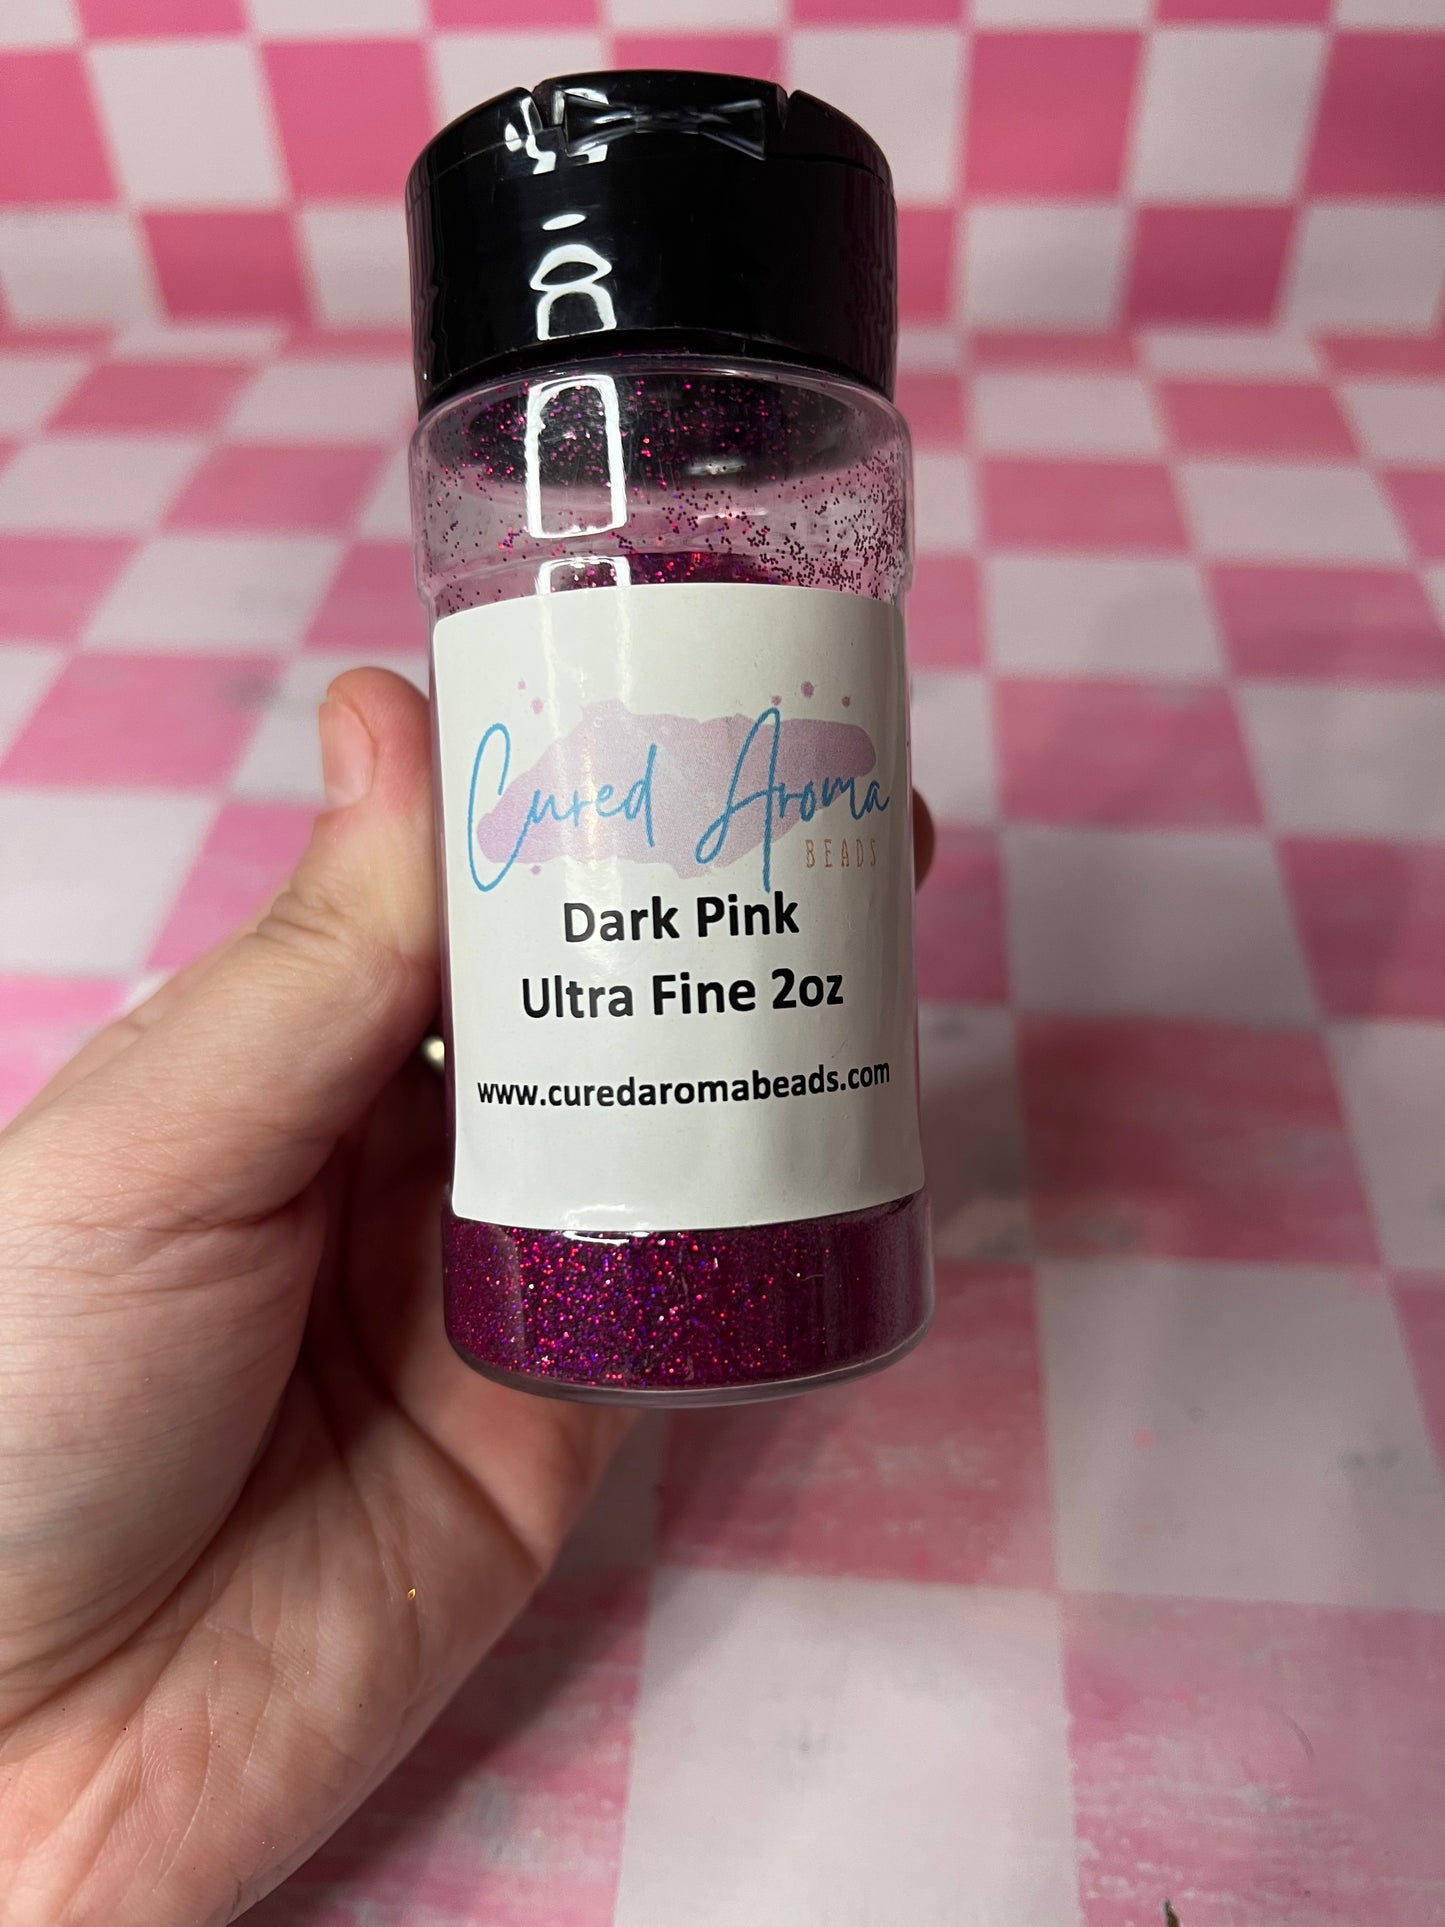 Cured Aroma
BEADS
Dark Pink
Ultra Fine 2oz
www.curedaromabeads.com